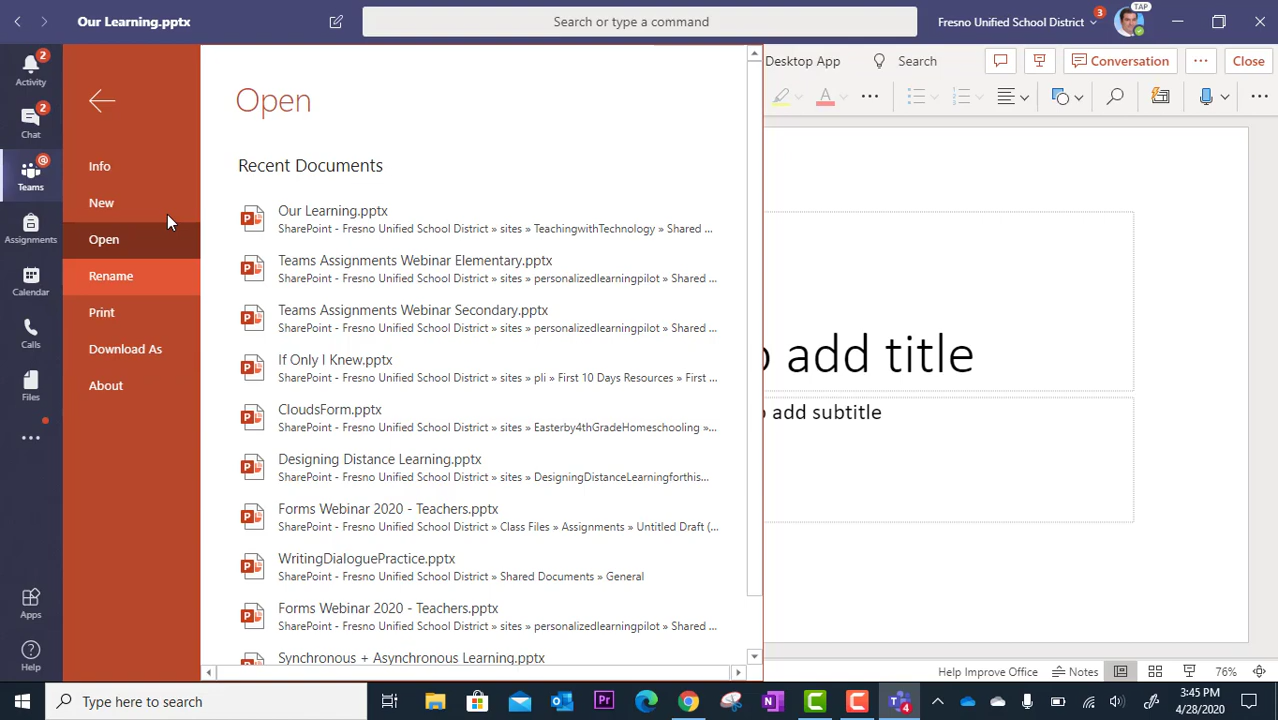 Our Learning.pptx
Search or type a command
Fresno Unified School District
3
TAP
2
Activity
2
Chat
@
Teams
Assignments
Calendar
Calls
Files
Apps
Help
Info
New
Open
Rename
Print
Download As
About
Open
Recent Documents
Our Learning.pptx
SharePoint - Fresno Unified School District » sites » TeachingwithTechnology » Shared ...
Teams Assignments Webinar Elementary.pptx
SharePoint - Fresno Unified School District » sites » personalizedlearningpilot » Shared ...
Teams Assignments Webinar Secondary.pptx
SharePoint - Fresno Unified School District » sites » personalizedlearningpilot » Shared ...
If Only I Knew.pptx
SharePoint - Fresno Unified School District » sites » pli » First 10 Days Resources » First ...
CloudsForm.pptx
SharePoint - Fresno Unified School District » sites » Easterby4thGradeHomeschooling »...
Designing Distance Learning.pptx
SharePoint - Fresno Unified School District » sites » DesigningDistanceLearningforthis...
Forms Webinar 2020 - Teachers.pptx
SharePoint - Fresno Unified School District » Class Files » Assignments » Untitled Draft (...
WritingDialoguePractice.pptx
SharePoint - Fresno Unified School District » Shared Documents » General
Forms Webinar 2020 - Teachers.pptx
SharePoint - Fresno Unified School District » sites » personalizedlearningpilot » Shared ...
Synchronous + Asynchronous Learning.pptx
Desktop App
Search
Conversation
Close
add title
add subtitle
Help Improve Office
Notes
76%
Type here to search
Pr
4
3:45 PM
4/28/2020